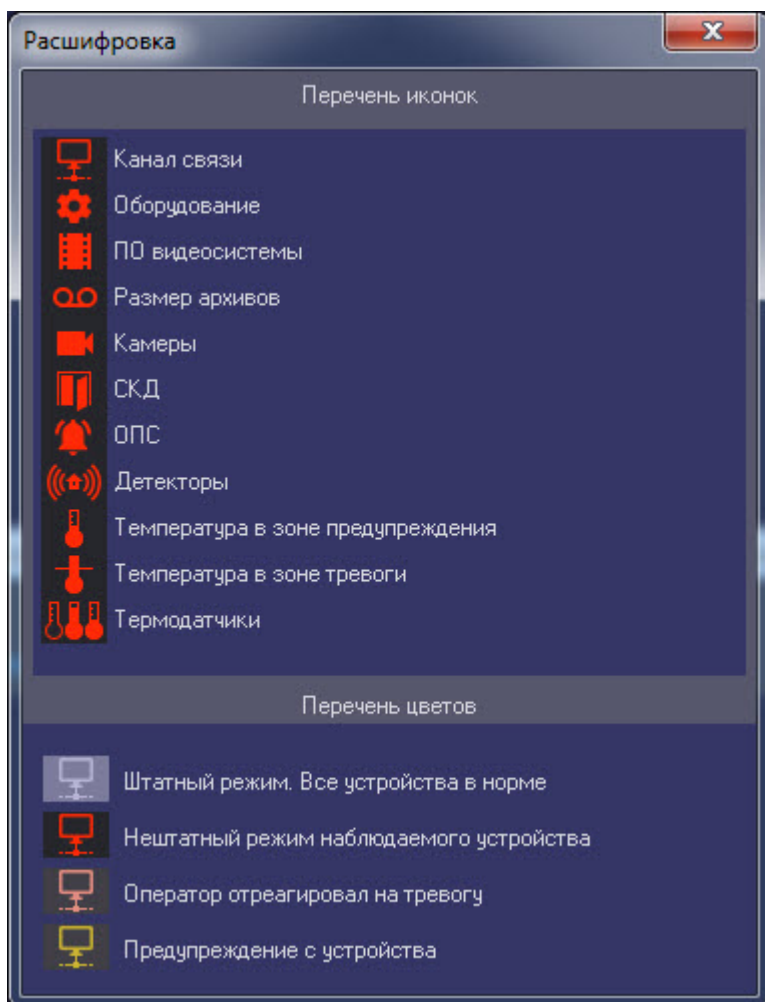 Расшифровка
Перечень иконок
Канал связи
Оборудование
ПО видеосистемы
Размер архивов
Камеры
СКД
ОПС
Детекторы
Температура в зоне предупреждения
Температура в зоне тревоги
Термодатчики
Перечень цветов
Штатный режим. Все устройства в норме
Нештатный режим наблюдаемого устройства
Оператор отреагировал на тревогу
Предупреждение с устройства